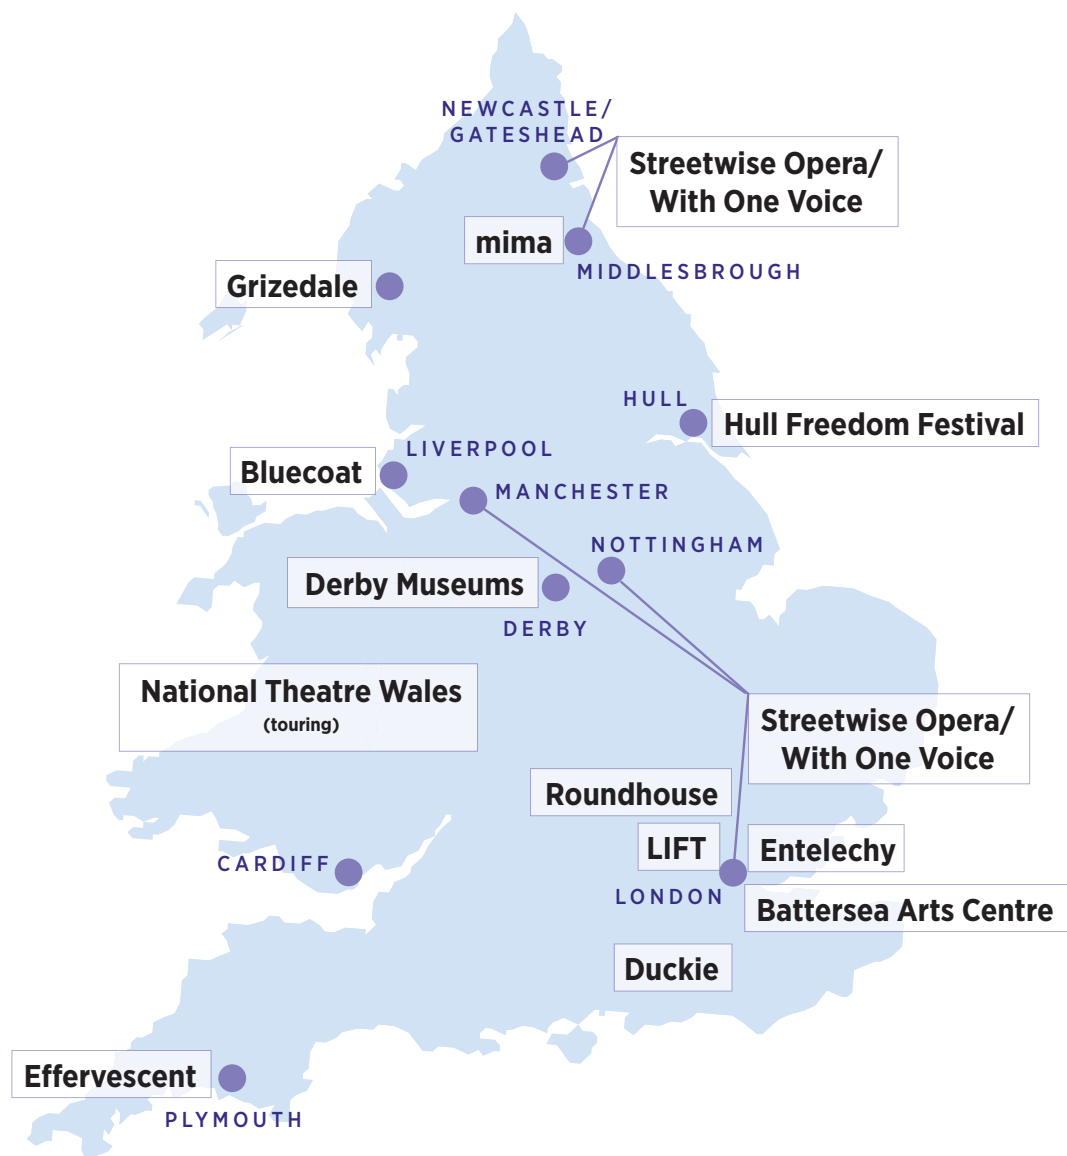 NEWCASTLE/
GATESHEAD
Streetwise Opera/
With One Voice
mima
MIDDLESBROUGH
Grizedale
HULL
Hull Freedom Festival
LIVERPOOL
Bluecoat
MANCHESTER
NOTTINGHAM
Derby Museums
DERBY
National Theatre Wales
(touring)
Streetwise Opera/
With One Voice
Roundhouse
LIFT
Entelechy
CARDIFF
LONDON
Battersea Arts Centre
Duckie
Effervescent
PLYMOUTH